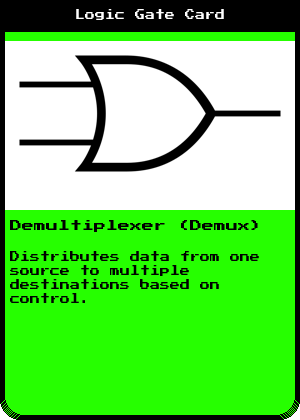 Logic Gate Card
Demultiplexer (Demux)
Distributes data from one
source to multiple
destinations based on
control.